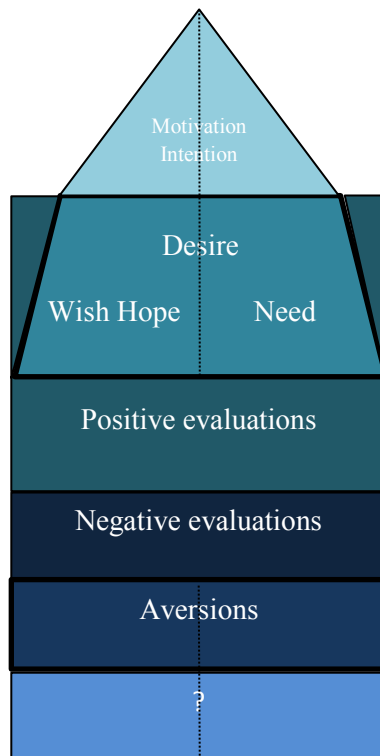 Motivation
Intention
Desire
Wish Hope Need
Positive evaluations
Negative evaluations
Aversions
?